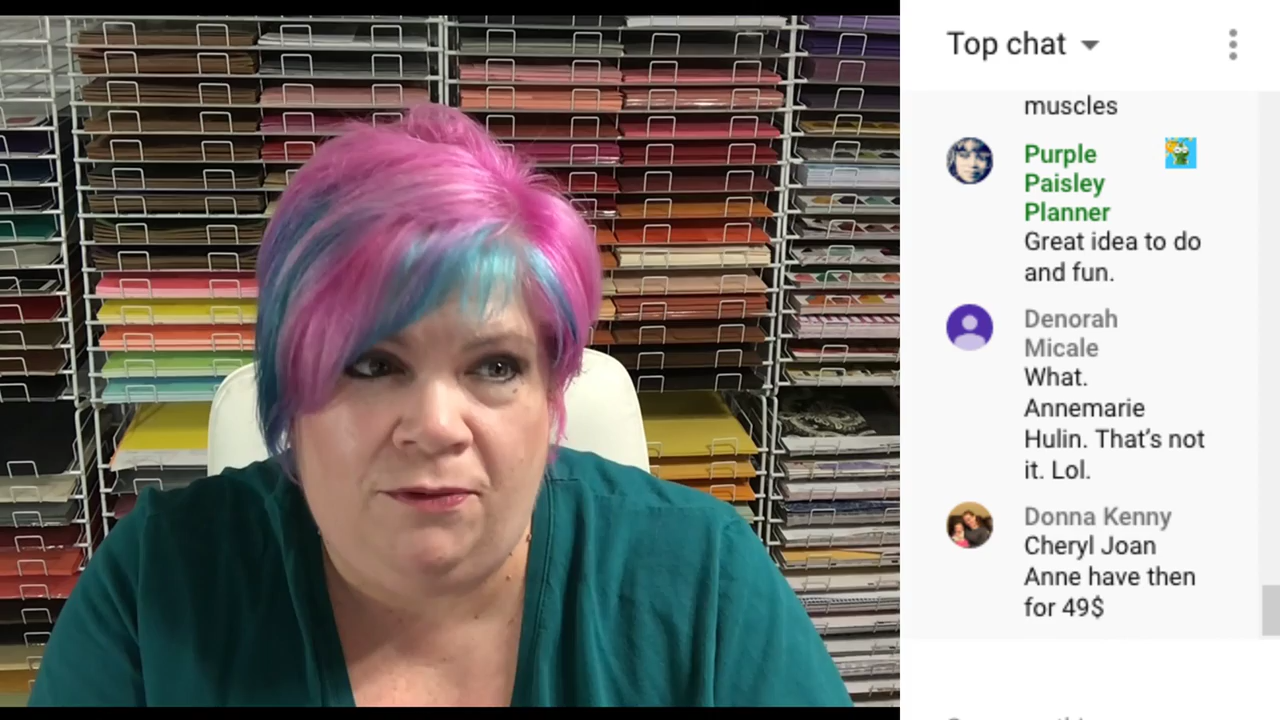 Top chat
muscles
Purple
Paisley
Planner
Great idea to do
and fun.
Denorah
Micale
What.
Annemarie
Hulin. That's not
it. Lol.
Donna Kenny
Cheryl Joan
Anne have then
for 49$